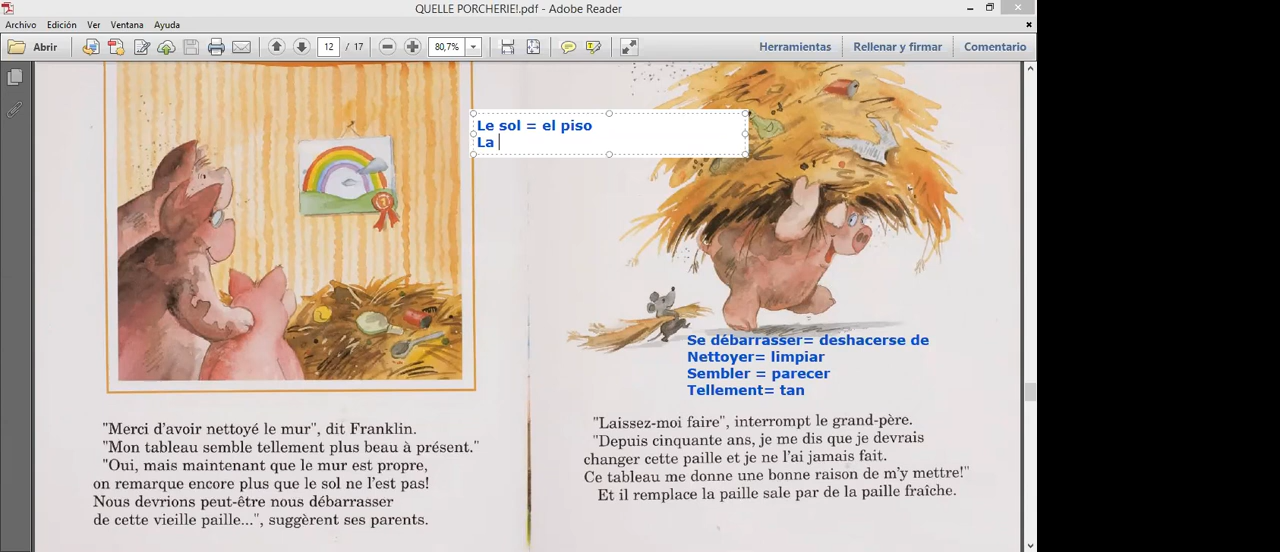 QUELLE PORCHERIE!.pdf - Adobe Reader
Archivo Edición Ver Ventana Ayuda
Abrir 12 / 17 80,7% Herramientas Rellenar y firmar Comentario
Le sol = el piso
La
Se débarrasser= deshacerse de
Nettoyer= limpiar
Sembler = parecer
Tellement= tan
"Merci d'avoir nettoyé le mur", dit Franklin.
"Mon tableau semble tellement plus beau à présent."
"Oui, mais maintenant que le mur est propre,
on remarque encore plus que le sol ne l'est pas!
Nous devrions peut-être nous débarrasser
de cette vieille paille...", suggèrent ses parents.
"Laissez-moi faire", interrompt le grand-père.
"Depuis cinquante ans, je me dis que je devrais
changer cette paille et je ne l'ai jamais fait.
Ce tableau me donne une bonne raison de m'y mettre!"
Et il remplace la paille sale par de la paille fraîche.